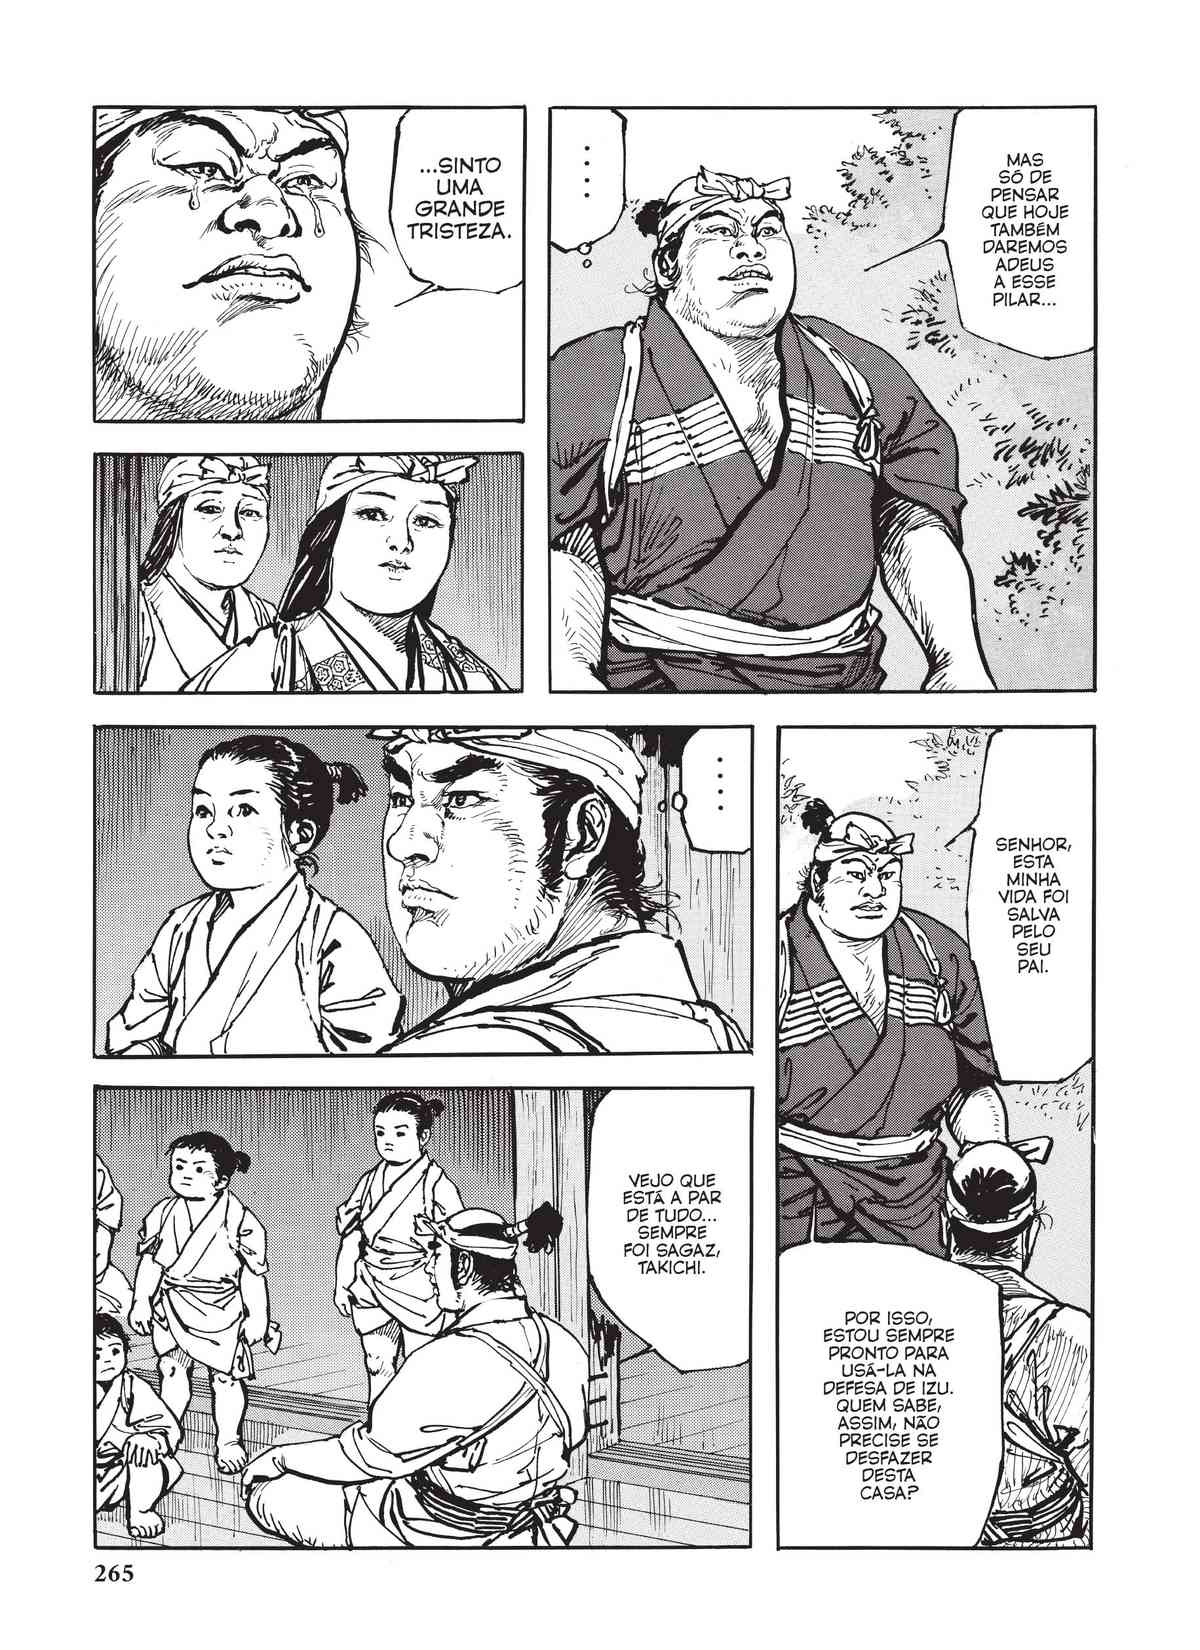 MAS
SÓ DE
PENSAR
QUE HOJE
TAMBÉM
DAREMOS
ADEUS
A ESSE
PILAR...
....
...SINTO
UMA
GRANDE
TRISTEZA.
SENHOR,
ESTA
MINHA
VIDA FOI
SALVA
PELO
SEU
PAI.
POR ISSO,
ESTOU SEMPRE
PRONTO PARA
USÁ-LA NA
DEFESA DE IZU.
QUEM SABE,
ASSIM, NÃO
PRECISE SE
DESFAZER
DESTA
CASA?
....
VEJO QUE
ESTÁ A PAR
DE TUDO...
SEMPRE
FOI SAGAZ,
TAKICHI.
265